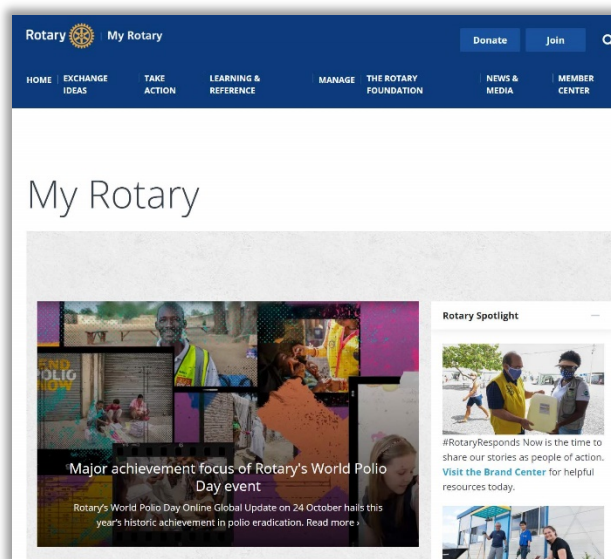 Rotary | My Rotary
Donate
Join
HOME
EXCHANGE
IDEAS
TAKE
ACTION
LEARNING &
REFERENCE
MANAGE
THE ROTARY
FOUNDATION
NEWS &
MEDIA
MEMBER
CENTER
My Rotary
END
POLIO
NOW
Major achievement focus of Rotary's World Polio
Day event
Rotary's World Polio Day Online Global Update on 24 October hails this
year's historic achievement in polio eradication. Read more ›
Rotary Spotlight
#RotaryResponds Now is the time to
share our stories as people of action.
Visit the Brand Center for helpful
resources today.